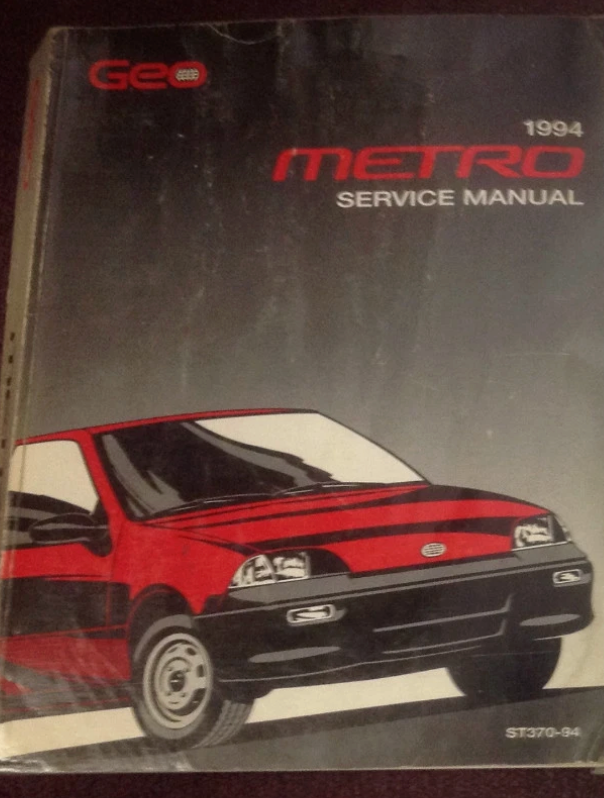 Geo
1994
METRO
SERVICE MANUAL
ST370-94